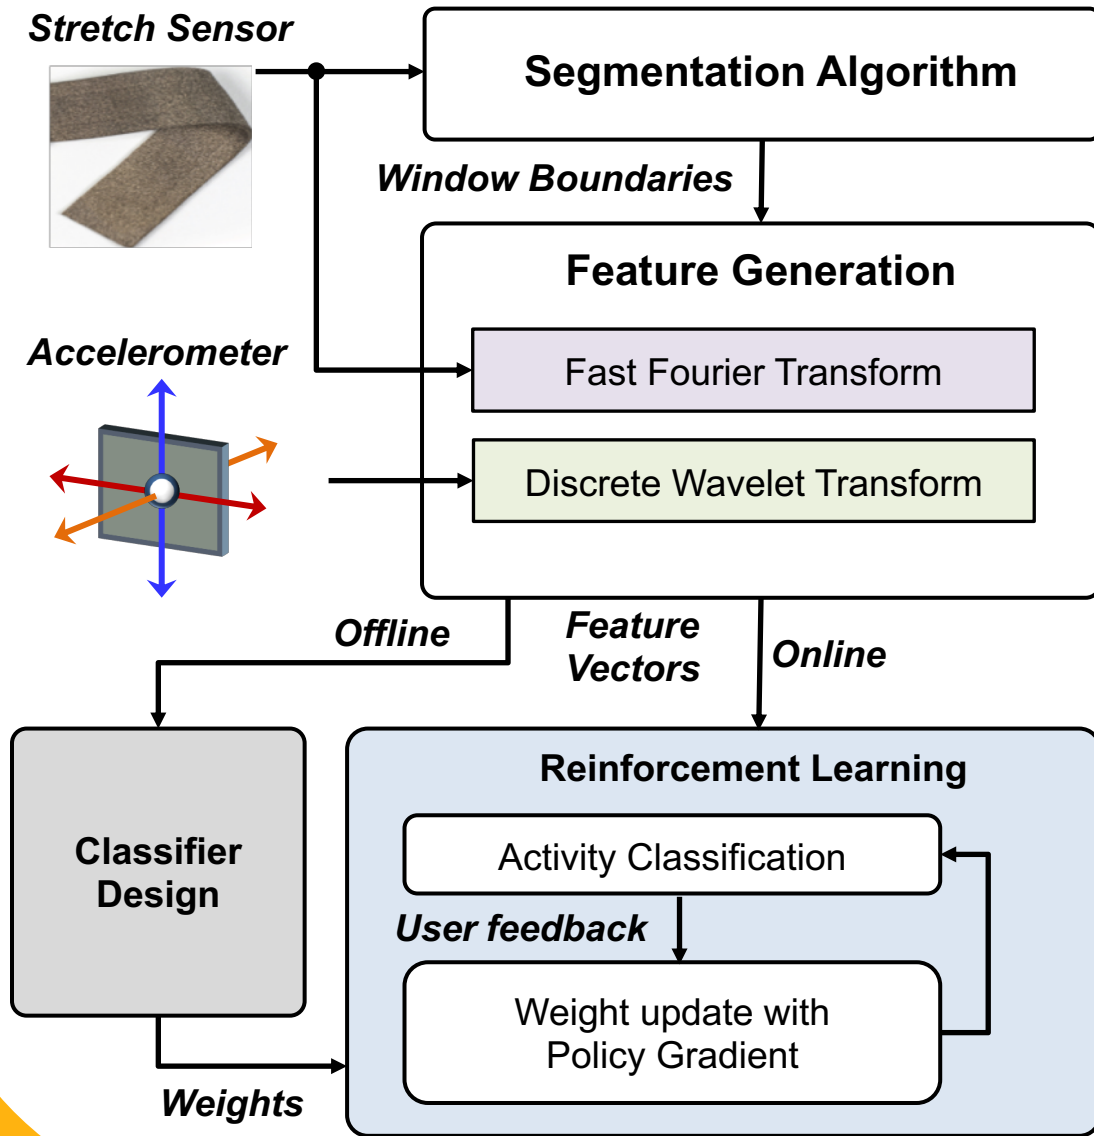 Stretch Sensor
Segmentation Algorithm
Window Boundaries
Feature Generation
Accelerometer
Fast Fourier Transform
Discrete Wavelet Transform
Offline
Feature
Vectors
Online
Classifier
Design
Reinforcement Learning
Activity Classification
User feedback
Weight update with
Policy Gradient
Weights